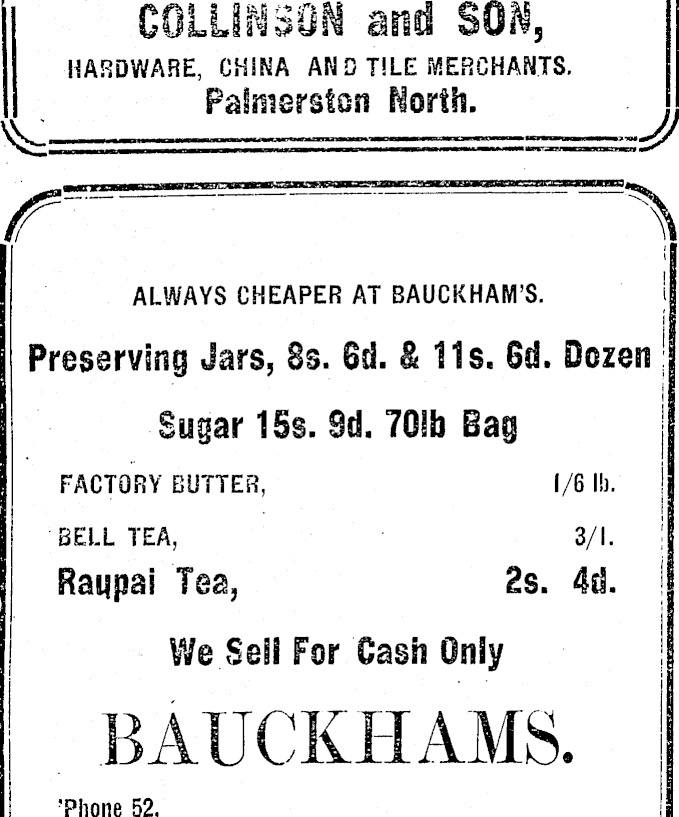 COLLINSON and SON,
HARDWARE, CHINA AND TILE MERCHANTS.
Palmerston North.
ALWAYS CHEAPER AT BAUCKHAM'S.
Preserving Jars, 8s. 6d. & 11s. 6d. Dozen
Sugar 15s. 9d. 70lb Bag
FACTORY BUTTER, 1/6 lb.
BELL TEA, 3/1.
Raupai Tea, 2s. 4d.
We Sell For Cash Only
BAUCKHAMS.
'Phone 52.